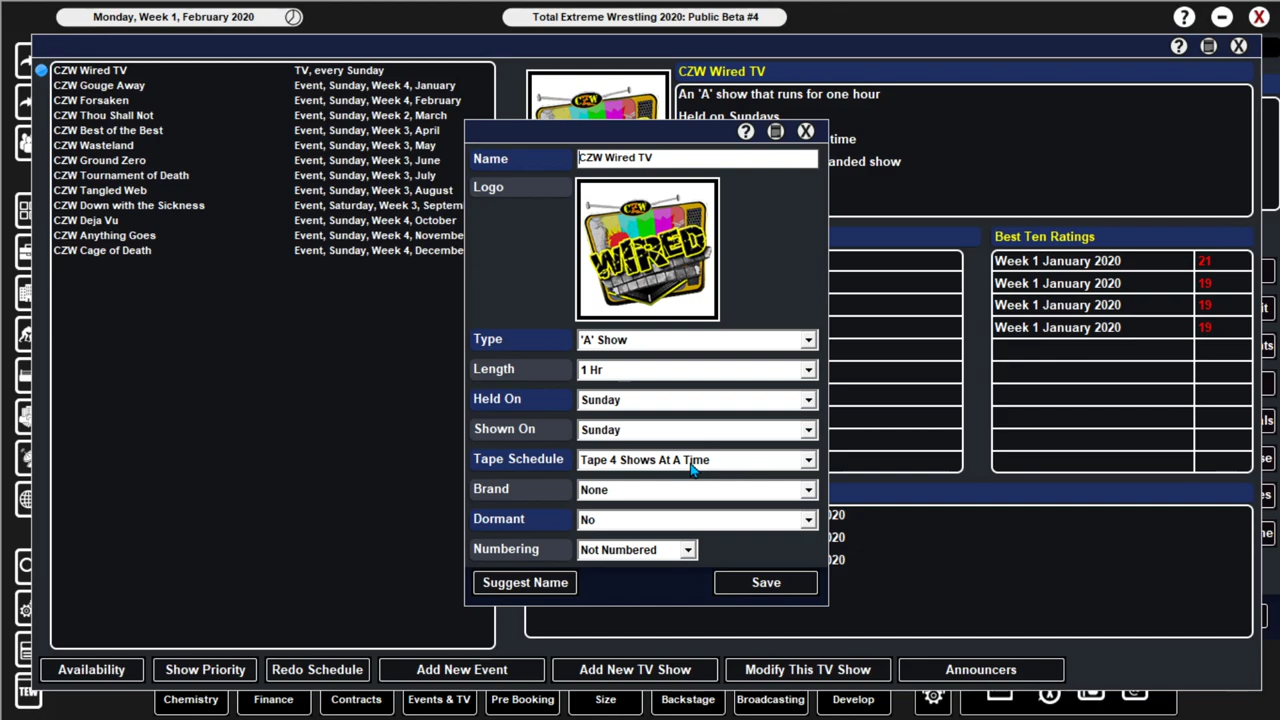 Monday, Week 1, February 2020
Total Extreme Wrestling 2020: Public Beta #4
CZW Wired TV TV, every Sunday
CZW Gouge Away Event, Sunday, Week 4, January
CZW Forsaken Event, Sunday, Week 4, February
CZW Thou Shall Not Event, Sunday, Week 2, March
CZW Best of the Best Event, Sunday, Week 3, April
CZW Wasteland Event, Sunday, Week 3, May
CZW Ground Zero Event, Sunday, Week 3, June
CZW Tournament of Death Event, Sunday, Week 3, July
CZW Tangled Web Event, Sunday, Week 3, August
CZW Down with the Sickness Event, Saturday, Week 3, Septem
CZW Deja Vu Event, Sunday, Week 4, October
CZW Anything Goes Event, Sunday, Week 4, Novembe
CZW Cage of Death Event, Sunday, Week 4, Decembe
CZW
CZW Wired TV
An 'A' show that runs for one hour
Held on Sundays
time
anded show
Name CZW Wired TV
Logo
CZW
WIRED
Type 'A' Show
Length 1 Hr
Held On Sunday
Shown On Sunday
Tape Schedule Tape 4 Shows At A Time
Brand None
Dormant No
Numbering Not Numbered
Suggest Name Save
Best Ten Ratings
Week 1 January 2020 21
Week 1 January 2020 19
Week 1 January 2020 19
Week 1 January 2020 19
020
020
020
Availability Show Priority Redo Schedule Add New Event Add New TV Show Modify This TV Show Announcers
TEW Chemistry Finance Contracts Events & TV Pre Booking Size Backstage Broadcasting Develop